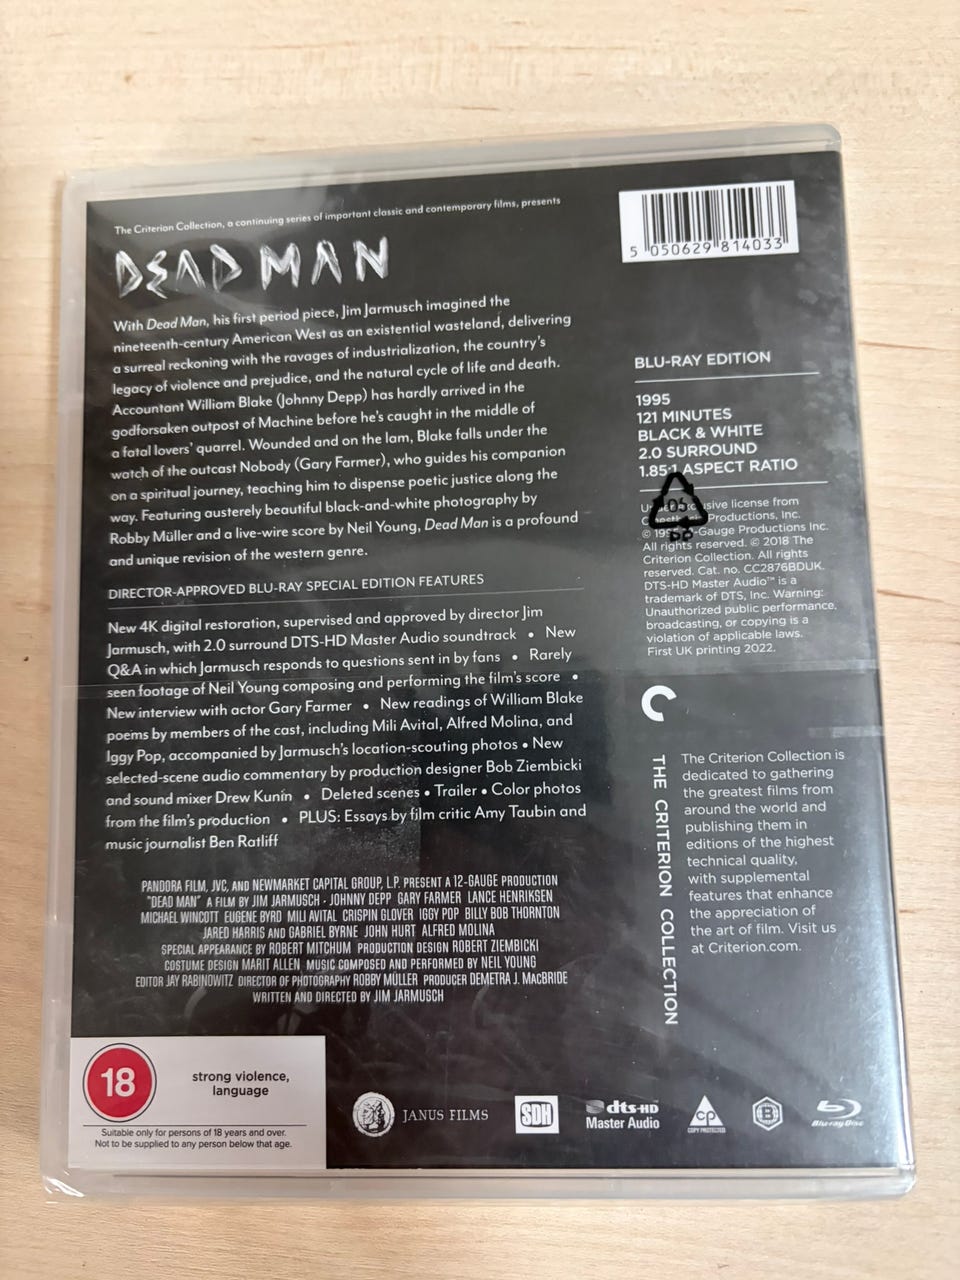 The Criterion Collection, a continuing series of important classic and contemporary films, presents
DEAD MAN
With Dead Man, his first period piece, Jim Jarmusch imagined the
nineteenth-century American West as an existential wasteland, delivering
a surreal reckoning with the ravages of industrialization, the country's
legacy of violence and prejudice, and the natural cycle of life and death.
Accountant William Blake (Johnny Depp) has hardly arrived in the
godforsaken outpost of Machine before he's caught in the middle of
a fatal lovers' quarrel. Wounded and on the lam, Blake falls under the
watch of the outcast Nobody (Gary Farmer), who guides his companion
on a spiritual journey, teaching him to dispense poetic justice along the
way. Featuring austerely beautiful black-and-white photography by
Robby Müller and a live-wire score by Neil Young, Dead Man is a profound
and unique revision of the western genre.
DIRECTOR-APPROVED BLU-RAY SPECIAL EDITION FEATURES
New 4K digital restoration, supervised and approved by director Jim
Jarmusch, with 2.0 surround DTS-HD Master Audio soundtrack • New
Q&A in which Jarmusch responds to questions sent in by fans • Rarely
seen footage of Neil Young composing and performing the film's score •
New interview with actor Gary Farmer • New readings of William Blake
poems by members of the cast, including Mili Avital, Alfred Molina, and
Iggy Pop, accompanied by Jarmusch's location-scouting photos • New
selected-scene audio commentary by production designer Bob Ziembicki
and sound mixer Drew Kunin • Deleted scenes • Trailer • Color photos
from the film's production • PLUS: Essays by film critic Amy Taubin and
music journalist Ben Ratliff
PANDORA FILM, JVC, AND NEWMARKET CAPITAL GROUP, L.P. PRESENT A 12-GAUGE PRODUCTION
"DEAD MAN" A FILM BY JIM JARMUSCH · JOHNNY DEPP GARY FARMER LANCE HENRIKSEN
MICHAEL WINCOTT EUGENE BYRD MILI AVITAL CRISPIN GLOVER IGGY POP BILLY BOB THORNTON
JARED HARRIS AND GABRIEL BYRNE JOHN HURT ALFRED MOLINA
SPECIAL APPEARANCE BY ROBERT MITCHUM PRODUCTION DESIGN ROBERT ZIEMBICKI
COSTUME DESIGN MARIT ALLEN MUSIC COMPOSED AND PERFORMED BY NEIL YOUNG
EDITOR JAY RABINOWITZ DIRECTOR OF PHOTOGRAPHY ROBBY MÜLLER PRODUCER DEMETRA J. MacBRIDE
WRITTEN AND DIRECTED BY JIM JARMUSCH
5 050629 814033
BLU-RAY EDITION
1995
121 MINUTES
BLACK & WHITE
2.0 SURROUND
1.85:1 ASPECT RATIO
license from
Productions, Inc.
Gauge Productions Inc.
All rights reserved. © 2018 The
Criterion Collection. All rights
reserved. Cat. no. CC2876BDUK.
DTS-HD Master Audio™ is a
trademark of DTS, Inc. Warning:
Unauthorized public performance,
broadcasting, or copying is a
violation of applicable laws.
First UK printing 2022.
PP
THE CRITERION COLLECTION
The Criterion Collection is
dedicated to gathering
the greatest films from
around the world and
publishing them in
editions of the highest
technical quality,
with supplemental
features that enhance
the appreciation of
the art of film. Visit us
at Criterion.com.
18
strong violence,
language
Suitable only for persons of 18 years and over.
Not to be supplied to any person below that age.
JANUS FILMS
SDH
dts-HD
Master Audio
CP
COPY PROTECTED
B
Blu-ray Disc